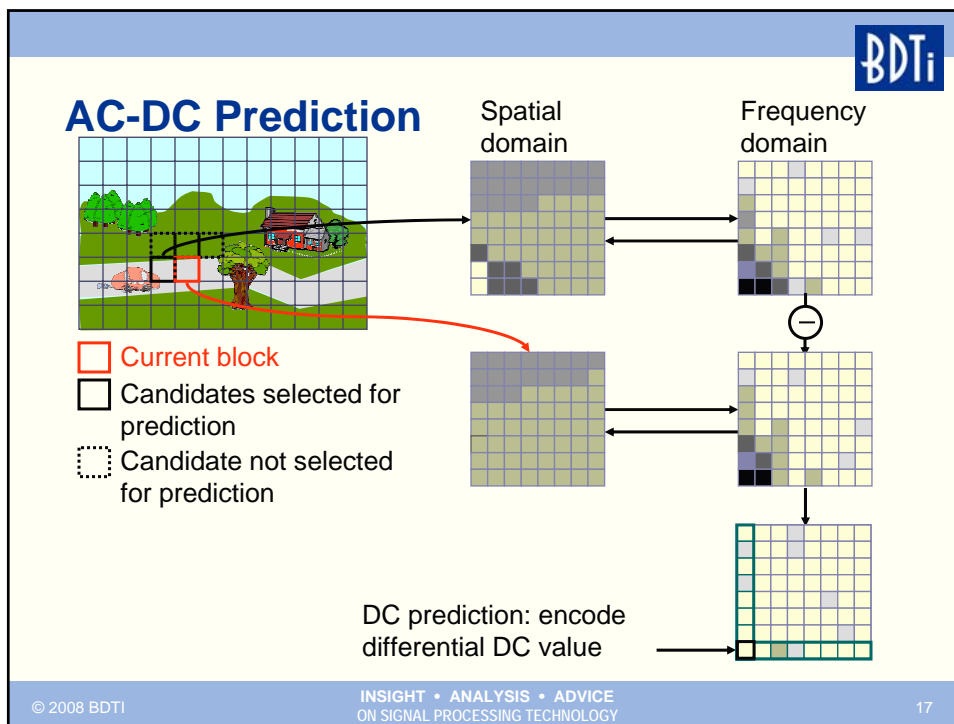 BDTi
AC-DC Prediction
Spatial
domain
Frequency
domain
Current block
Candidates selected for
prediction
Candidate not selected
for prediction
DC prediction: encode
differential DC value
© 2008 BDTI
INSIGHT • ANALYSIS • ADVICE
ON SIGNAL PROCESSING TECHNOLOGY
17